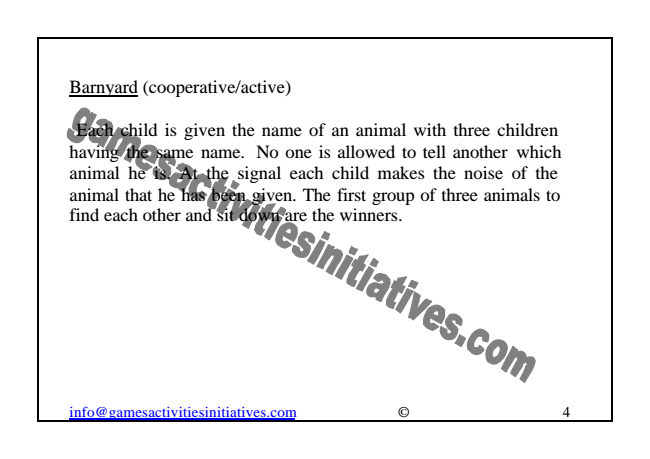 Barnyard (cooperative/active)
Each child is given the name of an animal with three children
having the same name. No one is allowed to tell another which
animal he is. At the signal each child makes the noise of the
animal that he has been given. The first group of three animals to
find each other and sit down are the winners.
gamesactivitiesinitiatives.com
info@gamesactivitiesinitiatives.com © 4